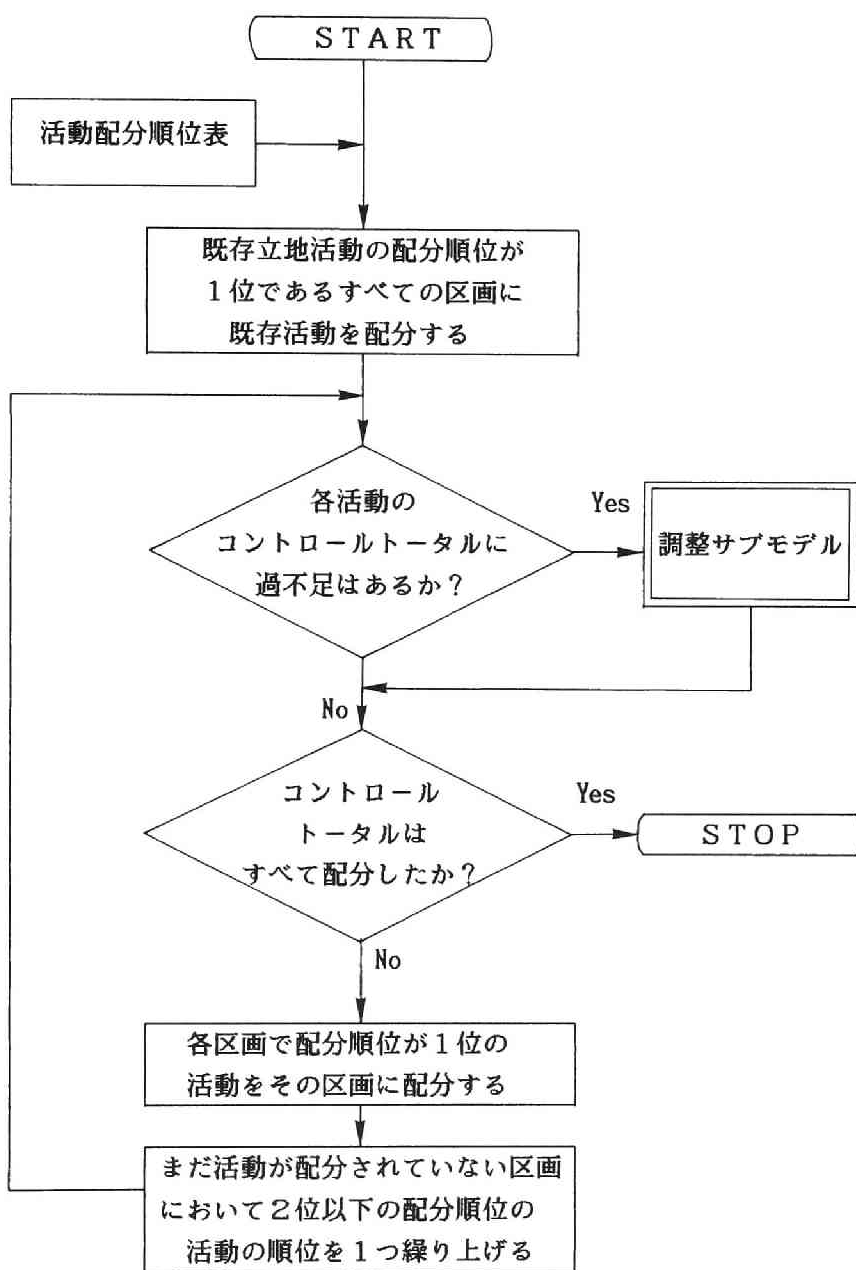 START
活動配分順位表
既存立地活動の配分順位が
1位であるすべての区画に
既存活動を配分する
各活動の
コントロールトータルに
過不足はあるか?
Yes
調整サブモデル
No
コントロール
トータルは
すべて配分したか?
Yes
STOP
No
各区画で配分順位が1位の
活動をその区画に配分する
まだ活動が配分されていない区画
において2位以下の配分順位の
活動の順位を1つ繰り上げる